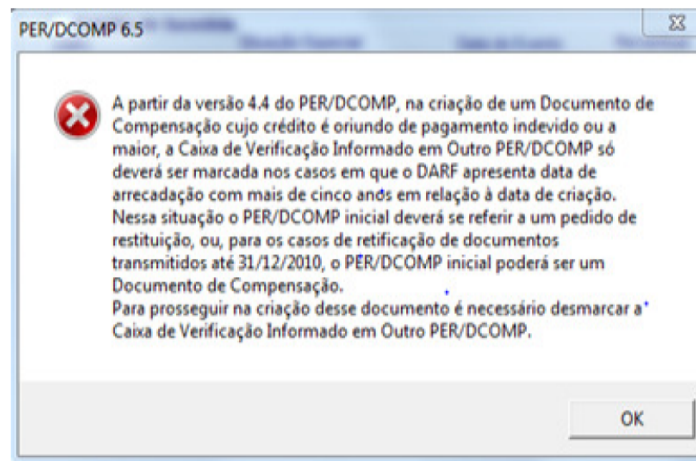 PER/DCOMP 6.5
A partir da versão 4.4 do PER/DCOMP, na criação de um Documento de
Compensação cujo crédito é oriundo de pagamento indevido ou a
maior, a Caixa de Verificação Informado em Outro PER/DCOMP só
deverá ser marcada nos casos em que o DARF apresenta data de
arrecadação com mais de cinco anos em relação à data de criação.
Nessa situação o PER/DCOMP inicial deverá se referir a um pedido de
restituição, ou, para os casos de retificação de documentos
transmitidos até 31/12/2010, o PER/DCOMP inicial poderá ser um
Documento de Compensação.
Para prosseguir na criação desse documento é necessário desmarcar a
Caixa de Verificação Informado em Outro PER/DCOMP.
OK